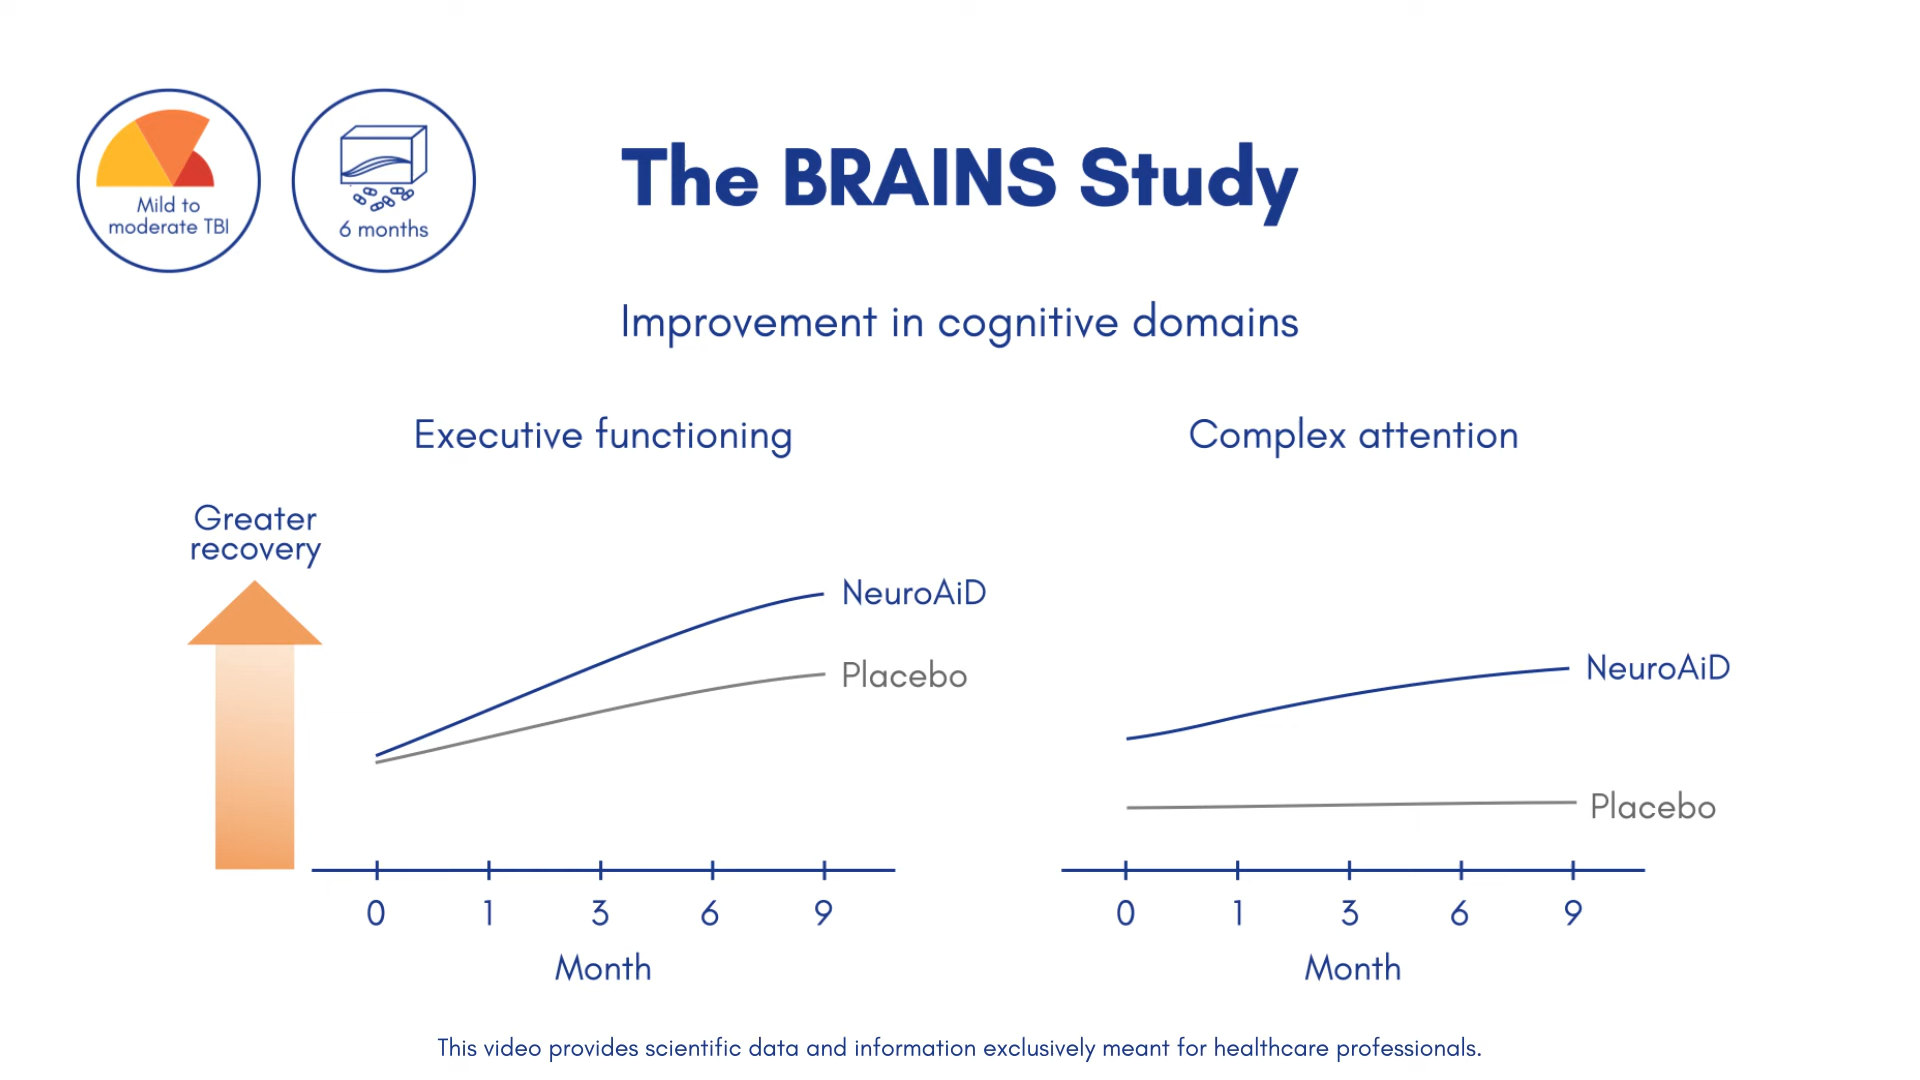 Mild to
moderate TBI
6 months
The BRAINS Study
Improvement in cognitive domains
Executive functioning
Complex attention
Greater
recovery
NeuroAiD
Placebo
NeuroAiD
Placebo
0 1 3 6 9
Month
0 1 3 6 9
Month
This video provides scientific data and information exclusively meant for healthcare professionals.